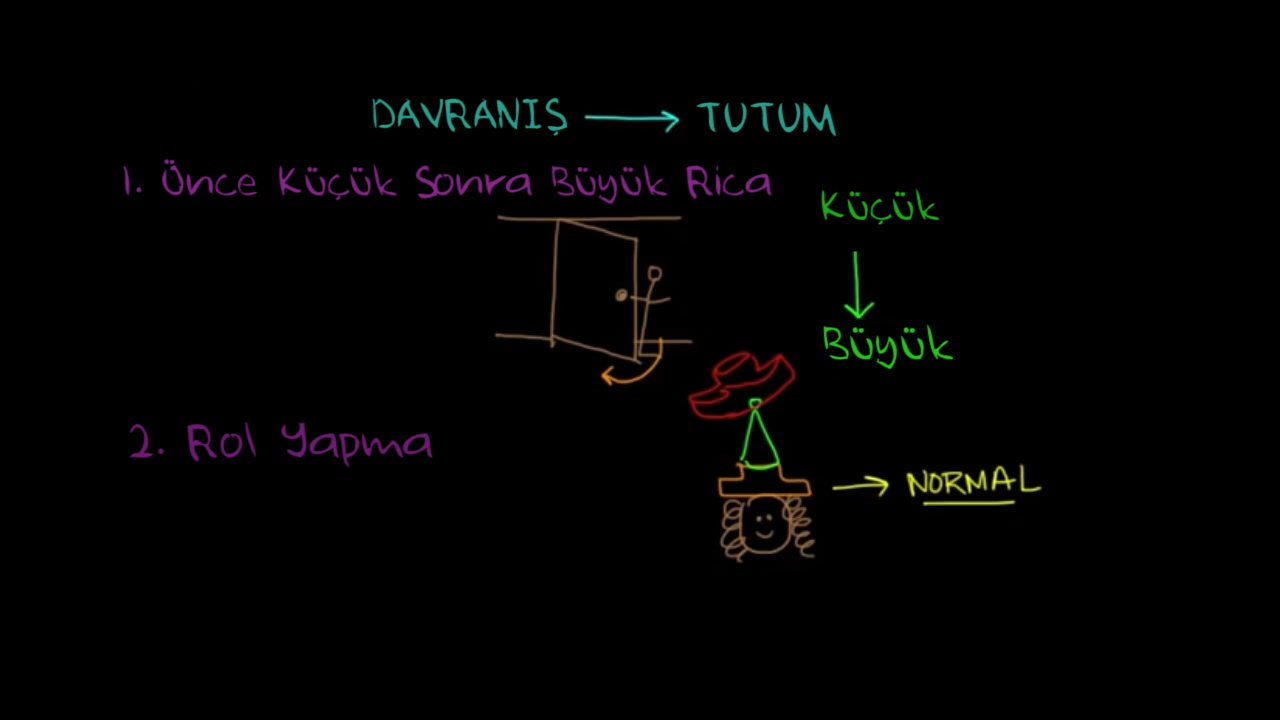 DAVRANIŞ → TUTUM
1. Önce Küçük Sonra Büyük Rica
Küçük
Büyük
2. Rol Yapma
→ NORMAL